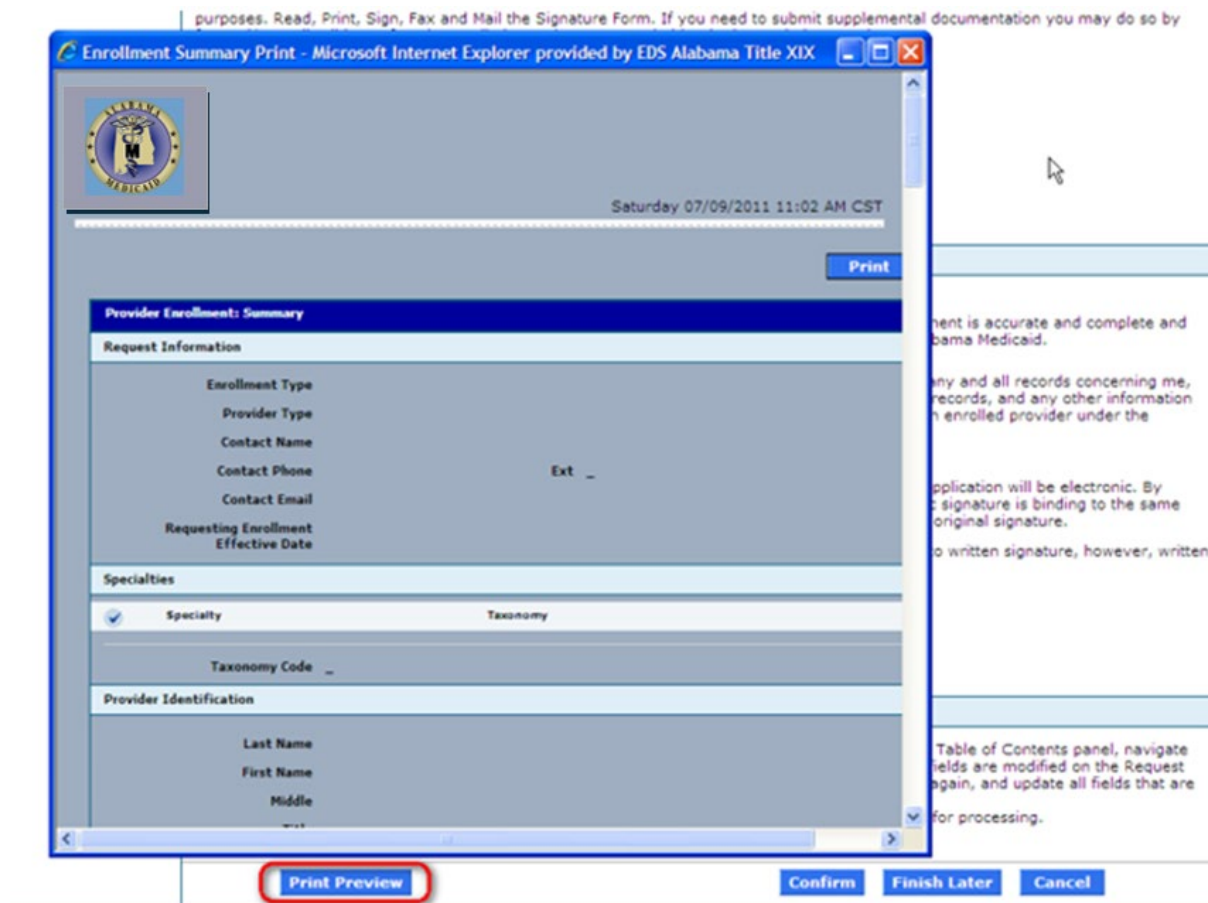 purposes. Read, Print, Sign, Fax and Mail the Signature Form. If you need to submit supplemental documentation you may do so by
Enrollment Summary Print - Microsoft Internet Explorer provided by EDS Alabama Title XIX
ALABAMA
M
MEDICAID
Saturday 07/09/2011 11:02 AM CST
Print
Provider Enrollment: Summary
Request Information
Enrollment Type
Provider Type
Contact Name
Contact Phone Ext _
Contact Email
Requesting Enrollment
Effective Date
Specialties
Specialty Taxonomy
Taxonomy Code _
Provider Identification
Last Name
First Name
Middle
ment is accurate and complete and
bama Medicaid.
any and all records concerning me,
records, and any other information
n enrolled provider under the
pplication will be electronic. By
signature is binding to the same
original signature.
to written signature, however, written
Table of Contents panel, navigate
ields are modified on the Request
again, and update all fields that are
for processing.
Print Preview Confirm Finish Later Cancel